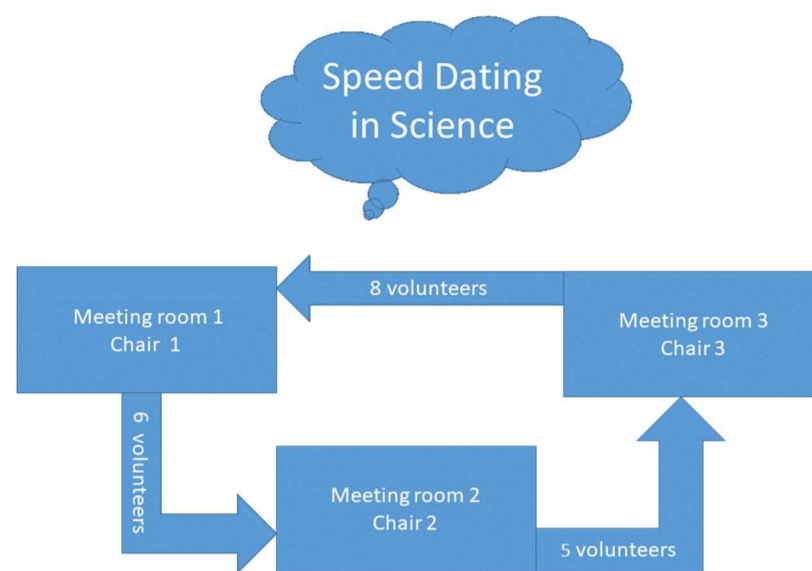 Speed Dating
in Science
8 volunteers
Meeting room 1
Chair 1
Meeting room 3
Chair 3
6 volunteers
Meeting room 2
Chair 2
5 volunteers